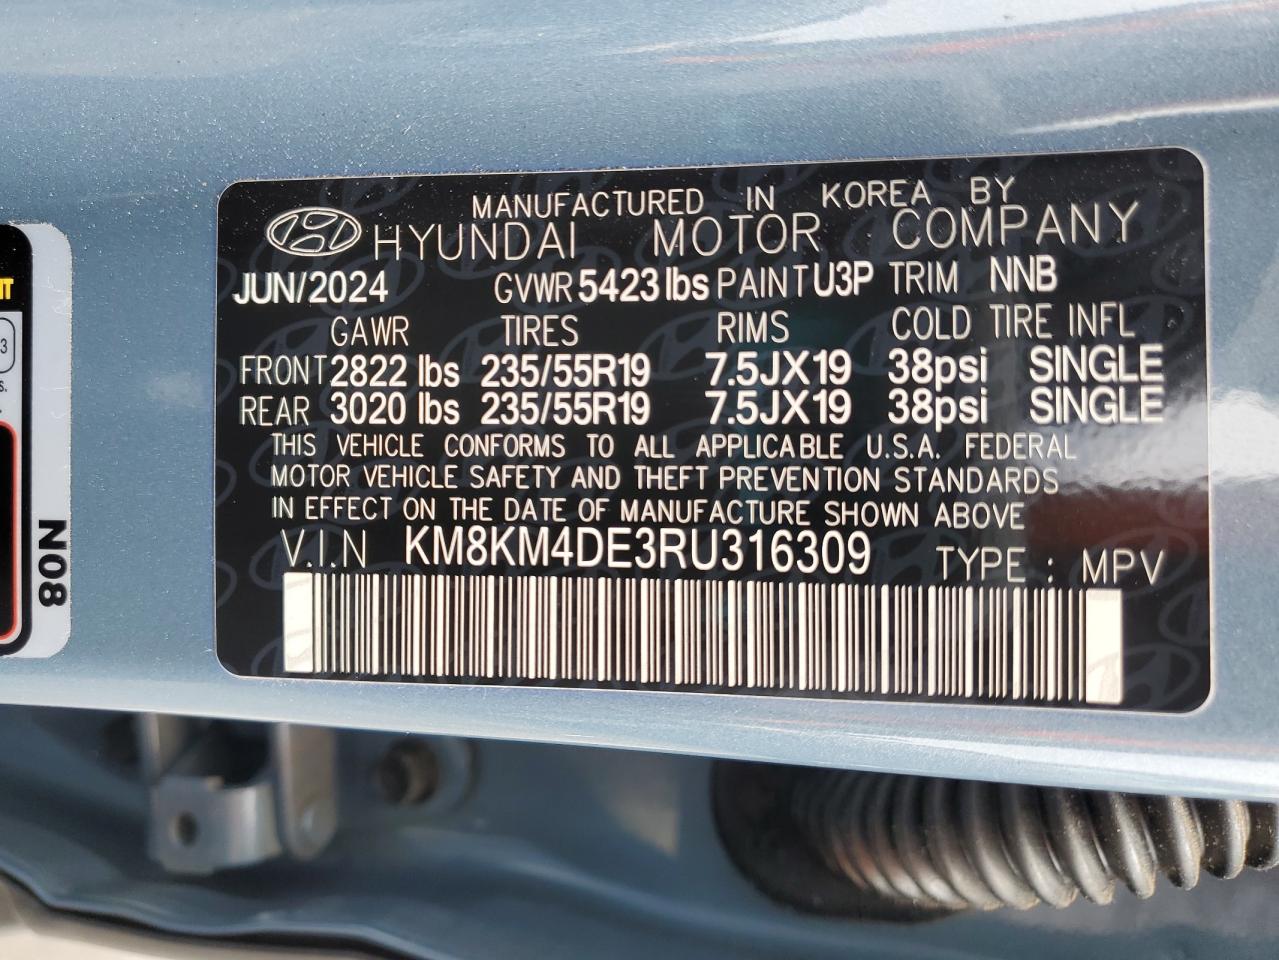 MANUFACTURED IN KOREA BY
HYUNDAI MOTOR COMPANY
JUN/2024 GVWR 5423 lbs PAINT U3P TRIM NNB
GAWR TIRES RIMS COLD TIRE INFL
FRONT 2822 lbs 235/55R19 7.5JX19 38psi SINGLE
REAR 3020 lbs 235/55R19 7.5JX19 38psi SINGLE
THIS VEHICLE CONFORMS TO ALL APPLICABLE U.S.A. FEDERAL
MOTOR VEHICLE SAFETY AND THEFT PREVENTION STANDARDS
IN EFFECT ON THE DATE OF MANUFACTURE SHOWN ABOVE
V.I.N KM8KM4DE3RU316309 TYPE : MPV
N08
3